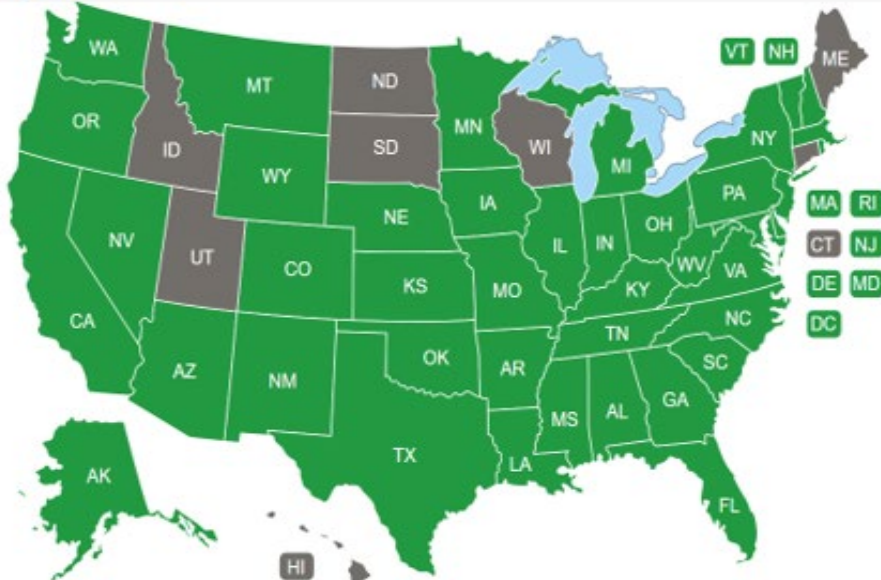 WA
MT
ND
MN
VT NH
ME
OR
ID
SD
WI
MI
NY
WY
IA
PA
MA RI
NE
NV
UT
CO
IL
IN
OH
CT NJ
WV
VA
KS
MO
KY
DE MD
CA
NC
DC
TN
AZ
NM
OK
AR
SC
MS
AL
GA
TX
LA
AK
FL
HI